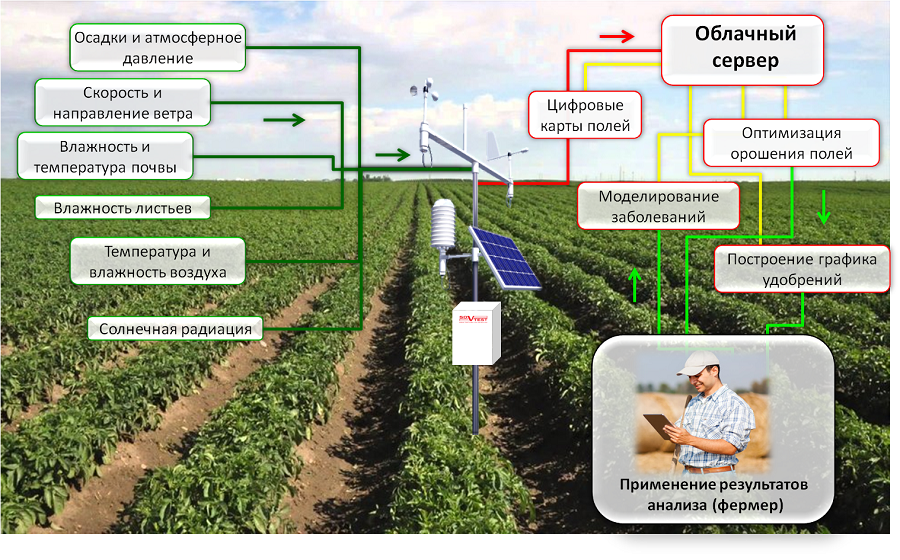 Осадки и атмосферное
давление
Скорость и
направление ветра
Влажность и
температура почвы
Влажность листьев
Температура и
влажность воздуха
Солнечная радиация
Облачный
сервер
Цифровые
карты полей
Оптимизация
орошения полей
Моделирование
заболеваний
Построение графика
удобрений
SOVTEST
Применение результатов
анализа (фермер)